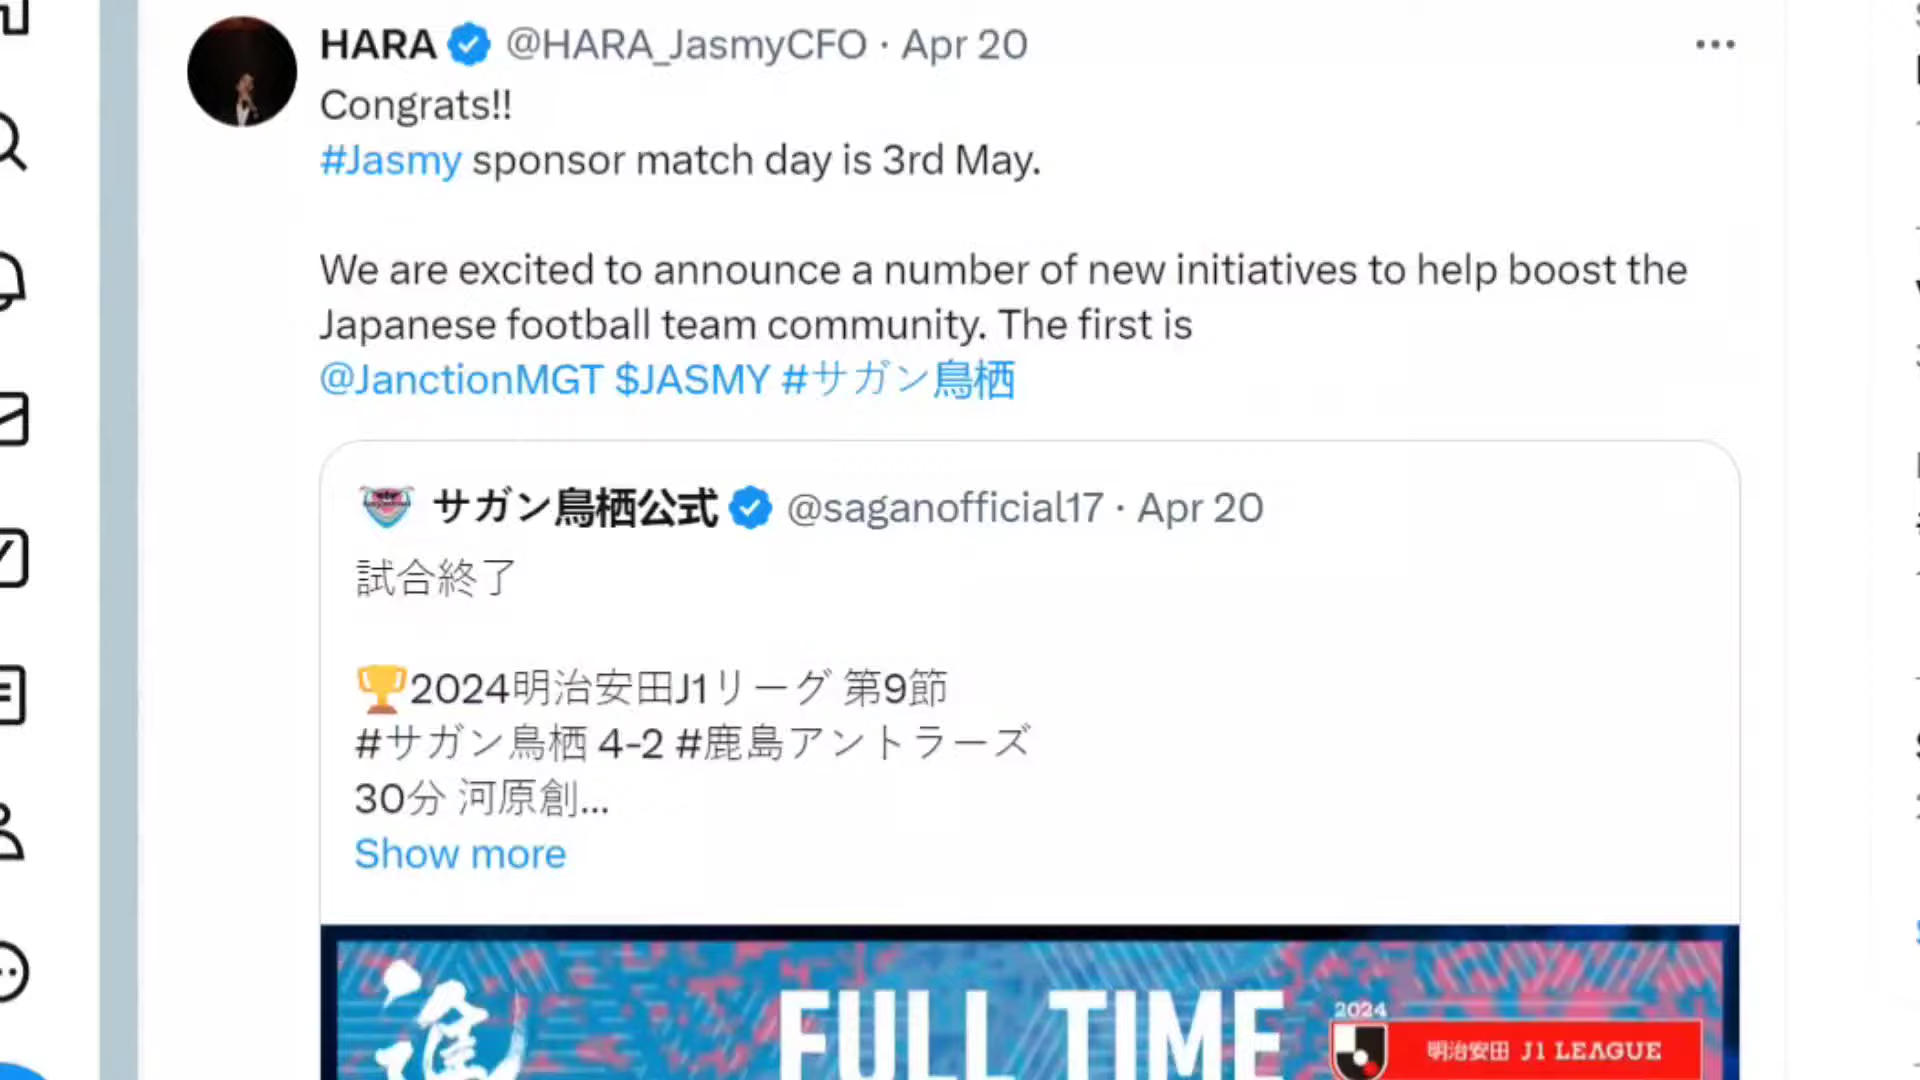 HARA @HARA_JasmyCFO · Apr 20
Congrats!!
#Jasmy sponsor match day is 3rd May.
We are excited to announce a number of new initiatives to help boost the
Japanese football team community. The first is
@JanctionMGT $JASMY #サガン鳥栖
サガン鳥栖公式 @saganofficial17 · Apr 20
試合終了
🏆2024明治安田J1リーグ 第9節
#サガン鳥栖 4-2 #鹿島アントラーズ
30分 河原創...
Show more
進
FULL TIME
2024
明治安田 J1 LEAGUE